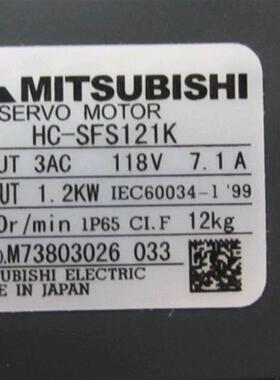 MITSUBISHI
SERVO MOTOR
HC-SFS121K
UT 3AC 118V 7.1A
UT 1.2KW IEC60034-1 '99
0r/min IP65 CI.F 12kg
O.M73803026 033
UBISHI ELECTRIC
E IN JAPAN